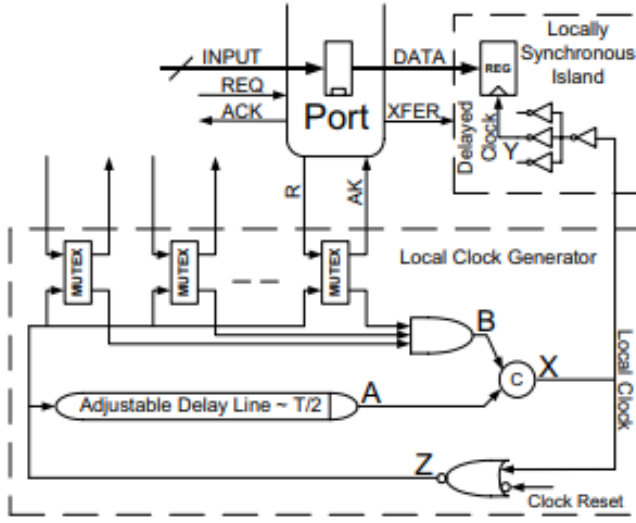 Locally
Synchronous
Island
INPUT
DATA
REG
REQ
ACK
Port
XFER
Delayed
Clock
Y
R
AK
MUTEX
MUTEX
MUTEX
Local Clock Generator
B
C
X
Adjustable Delay Line ~ T/2
A
Local Clock
Z
Clock Reset